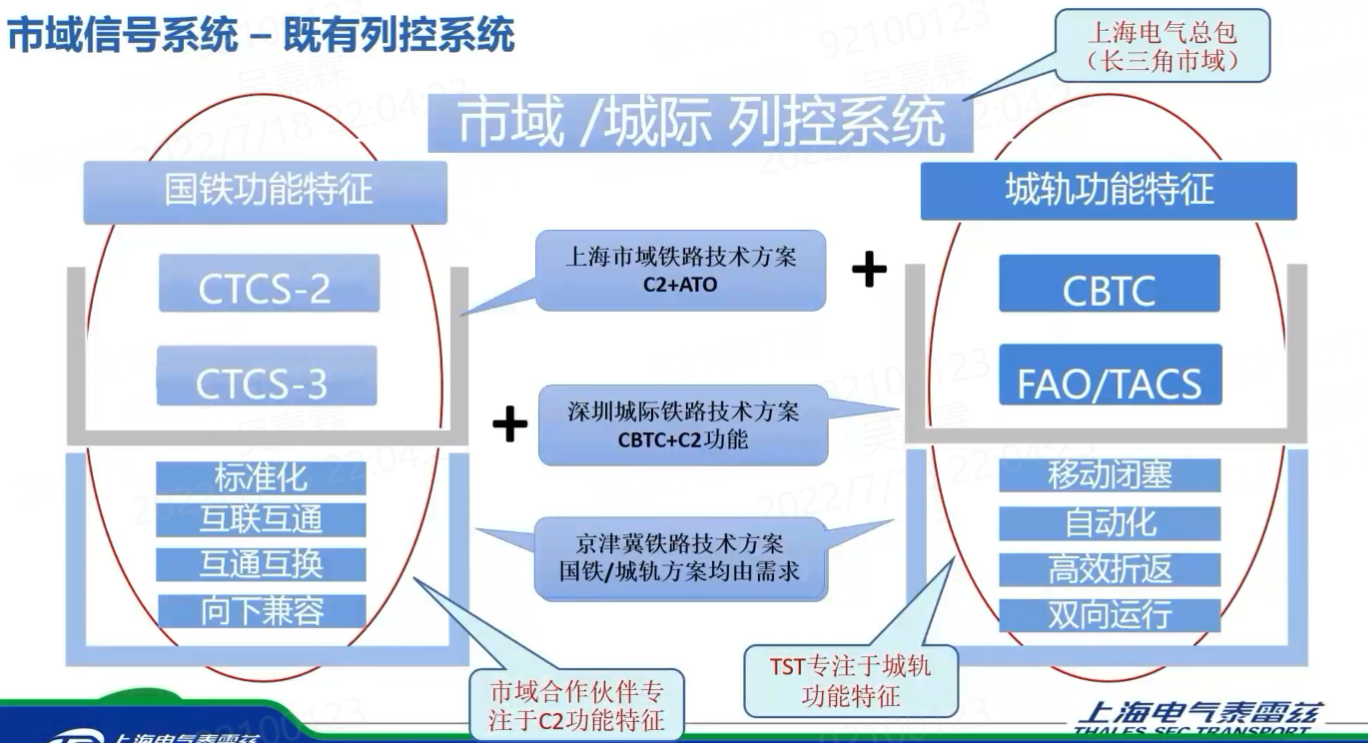 市域信号系统 – 既有列控系统
上海电气总包
（长三角市域）
市域 /城际 列控系统
国铁功能特征
城轨功能特征
CTCS-2
上海市域铁路技术方案
C2+ATO
+
CBTC
CTCS-3
FAO/TACS
+
深圳城际铁路技术方案
CBTC+C2功能
标准化
互联互通
互通互换
向下兼容
京津冀铁路技术方案
国铁/城轨方案均由需求
移动闭塞
自动化
高效折返
双向运行
市域合作伙伴专
注于C2功能特征
TST专注于城轨
功能特征
上海电气泰雷兹
上海电气泰雷兹
THALES SEC TRANSPORT
92100123
吴嘉霖
2022/7/18 22:04:23